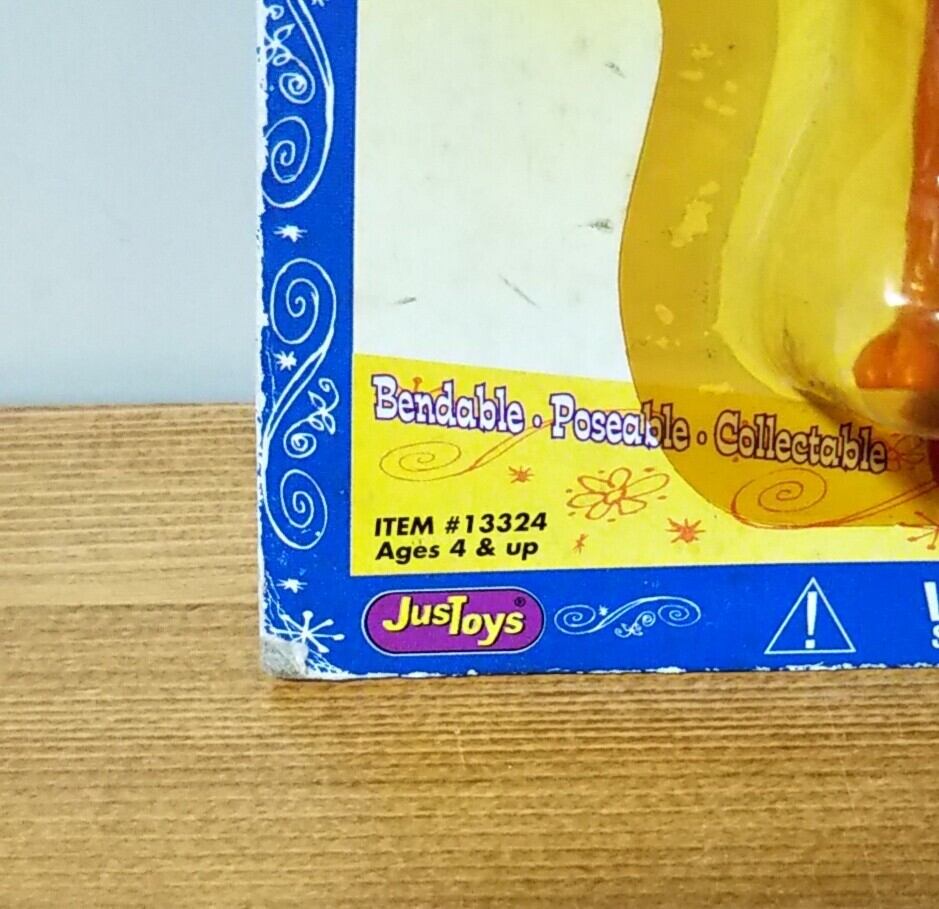 Bendable · Poseable · Collectable
ITEM #13324
Ages 4 & up
JusToys®
!